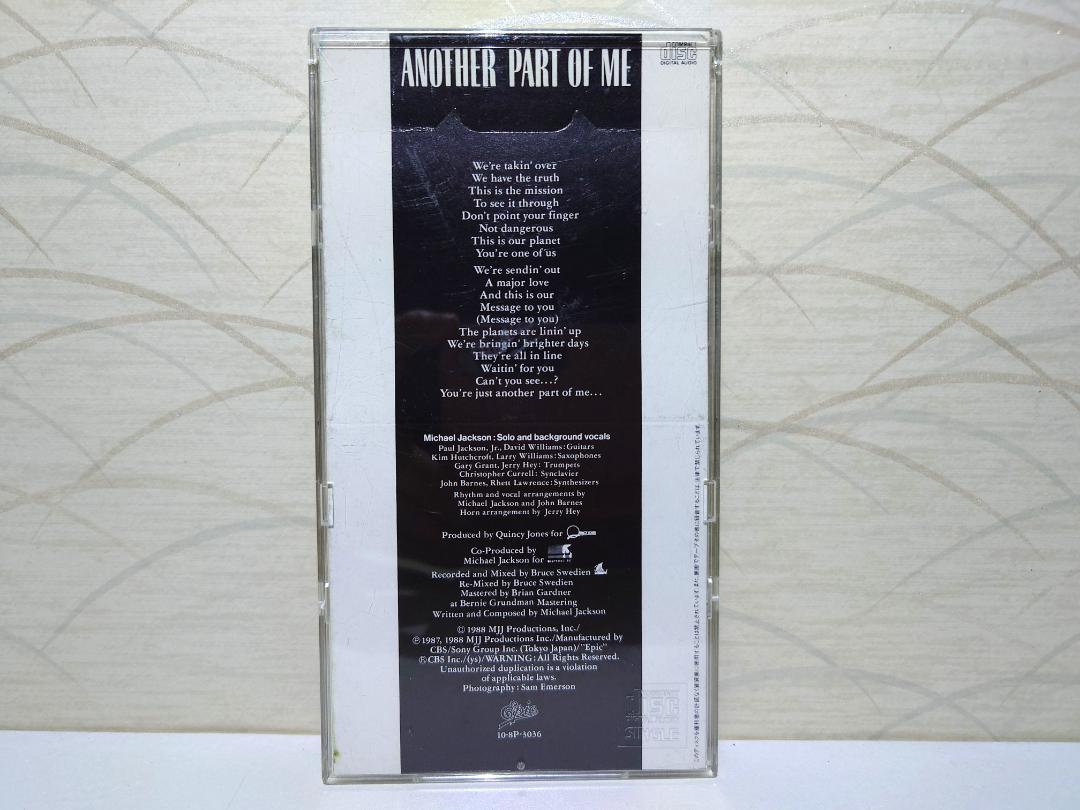 ANOTHER PART OF ME
COMPACT
disc
DIGITAL AUDIO
We're takin' over
We have the truth
This is the mission
To see it through
Don't point your finger
Not dangerous
This is our planet
You're one of us
We're sendin' out
A major love
And this is our
Message to you
(Message to you)
The planets are linin' up
We're bringin' brighter days
They're all in line
Waitin' for you
Can't you see...?
You're just another part of me...
Michael Jackson: Solo and background vocals
Paul Jackson, Jr., David Williams: Guitars
Kim Hutchcroft, Larry Williams: Saxophones
Gary Grant, Jerry Hey: Trumpets
Christopher Currell: Synclavier
John Barnes, Rhett Lawrence: Synthesizers
Rhythm and vocal arrangements by
Michael Jackson and John Barnes
Horn arrangement by Jerry Hey
Produced by Quincy Jones for
Co-Produced by
Michael Jackson for
Recorded and Mixed by Bruce Swedien
Re-Mixed by Bruce Swedien
Mastered by Brian Gardner
at Bernie Grundman Mastering
Written and Composed by Michael Jackson
© 1988 MJJ Productions, Inc./
℗ 1987, 1988 MJJ Productions Inc./Manufactured by
CBS/Sony Group Inc. (Tokyo Japan)/"Epic"
Ⓡ CBS Inc./(ys)/WARNING: All Rights Reserved.
Unauthorized duplication is a violation
of applicable laws.
Photography: Sam Emerson
Epic
10·8P-3036
disc
SINGLE